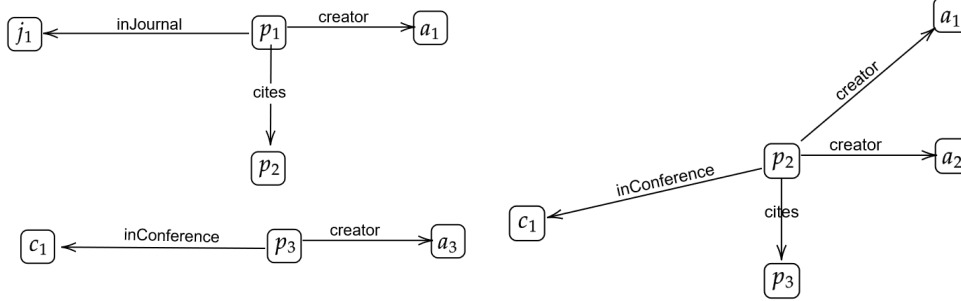 j₁ inJournal p₁ creator a₁
cites
p₂
c₁ inConference p₃ creator a₃
a₁
creator
p₂ creator a₂
inConference
c₁
cites
p₃